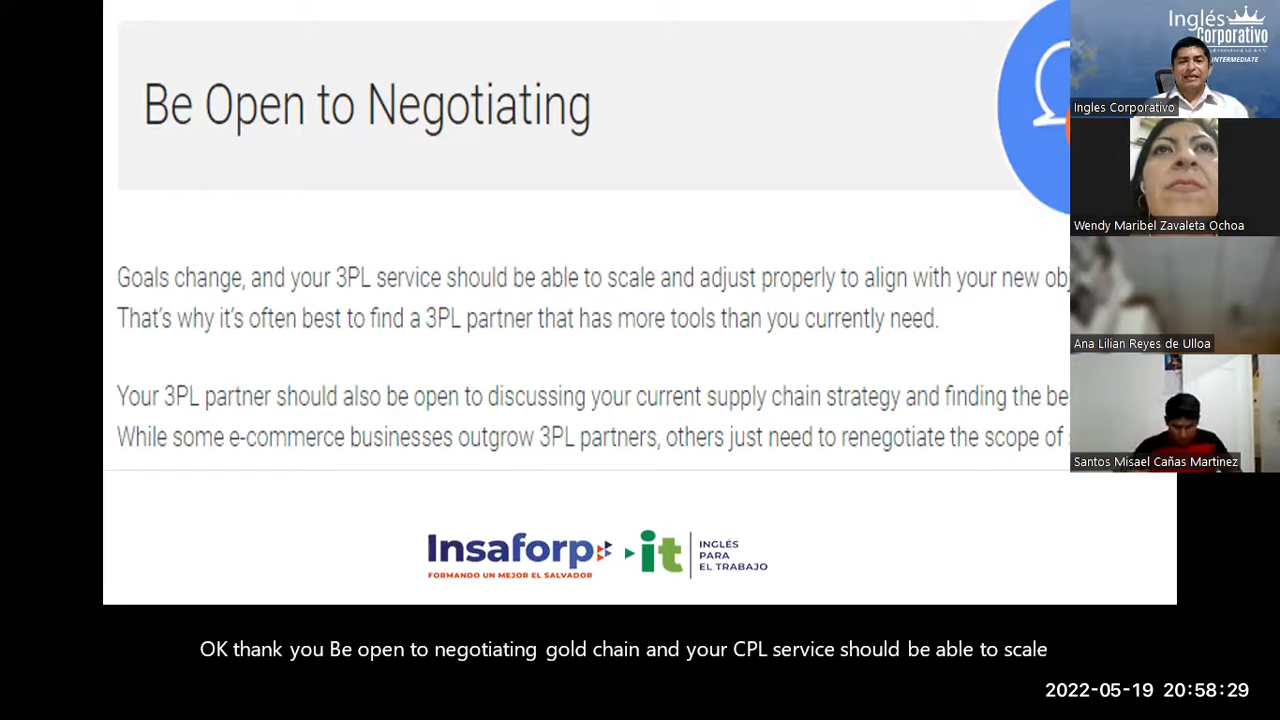 Be Open to Negotiating
Goals change, and your 3PL service should be able to scale and adjust properly to align with your new
That's why it's often best to find a 3PL partner that has more tools than you currently need.
Your 3PL partner should also be open to discussing your current supply chain strategy and finding the
While some e-commerce businesses outgrow 3PL partners, others just need to renegotiate the scope of
Insaforp
FORMANDO UN MEJOR EL SALVADOR
it
INGLÉS
PARA
EL TRABAJO
Inglés
Corporativo
INTERMEDIATE
Ingles Corporativo
Wendy Maribel Zavaleta Ochoa
Ana Lilian Reyes de Ulloa
Santos Misael Cañas Martinez
OK thank you Be open to negotiating gold chain and your CPL service should be able to scale
2022-05-19 20:58:29